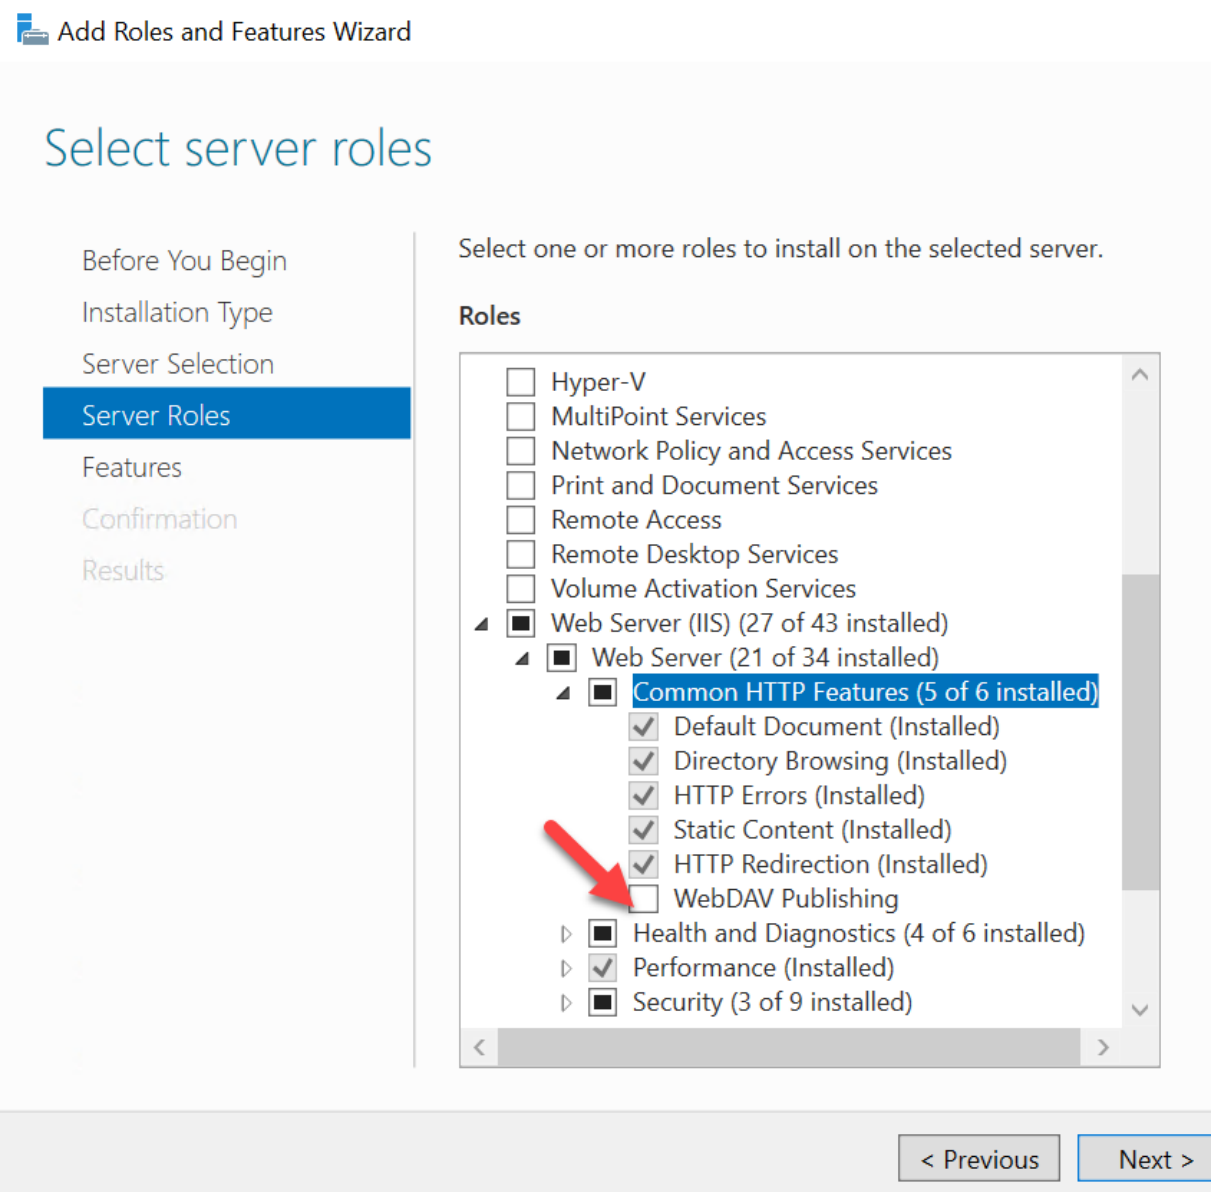 Add Roles and Features Wizard
Select server roles
Before You Begin
Installation Type
Server Selection
Server Roles
Features
Confirmation
Results
Select one or more roles to install on the selected server.
Roles
Hyper-V
MultiPoint Services
Network Policy and Access Services
Print and Document Services
Remote Access
Remote Desktop Services
Volume Activation Services
Web Server (IIS) (27 of 43 installed)
Web Server (21 of 34 installed)
Common HTTP Features (5 of 6 installed)
Default Document (Installed)
Directory Browsing (Installed)
HTTP Errors (Installed)
Static Content (Installed)
HTTP Redirection (Installed)
WebDAV Publishing
Health and Diagnostics (4 of 6 installed)
Performance (Installed)
Security (3 of 9 installed)
< Previous
Next >